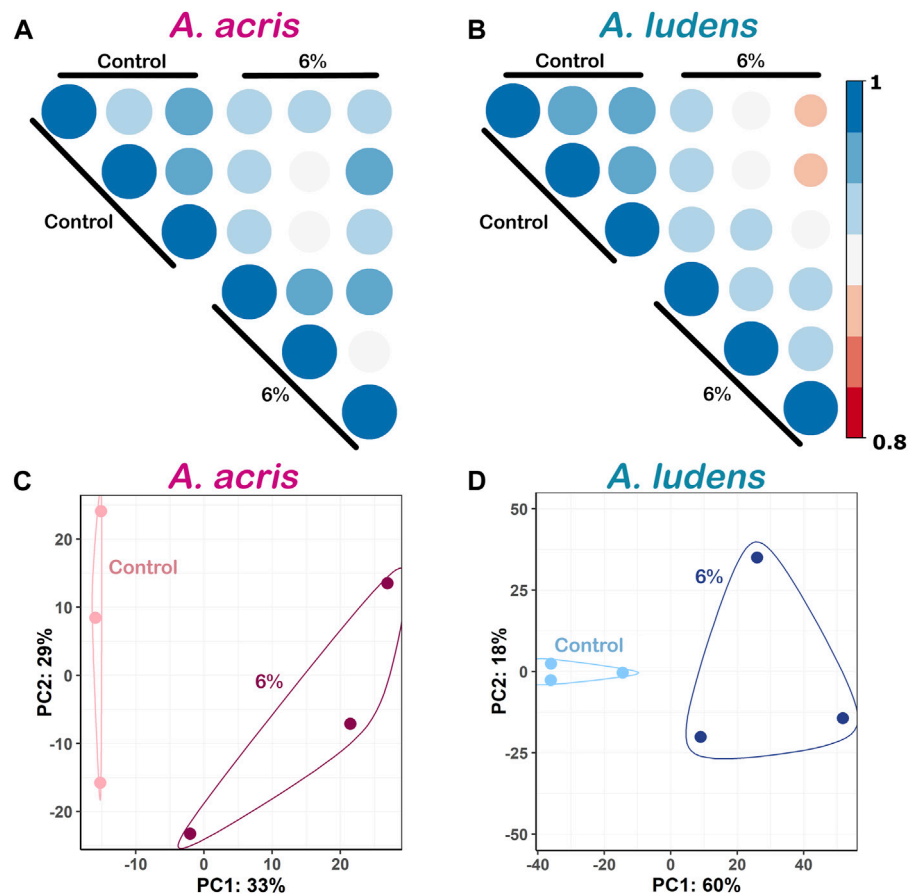 A
A. acris
B
A. ludens
Control
6%
Control
6%
1
Control
Control
6%
6%
0.8
C
A. acris
D
A. ludens
20
10
0
-10
-20
PC2: 29%
Control
6%
-10
0
10
20
PC1: 33%
50
25
0
-25
-50
PC2: 18%
Control
6%
-40
-20
0
20
40
PC1: 60%